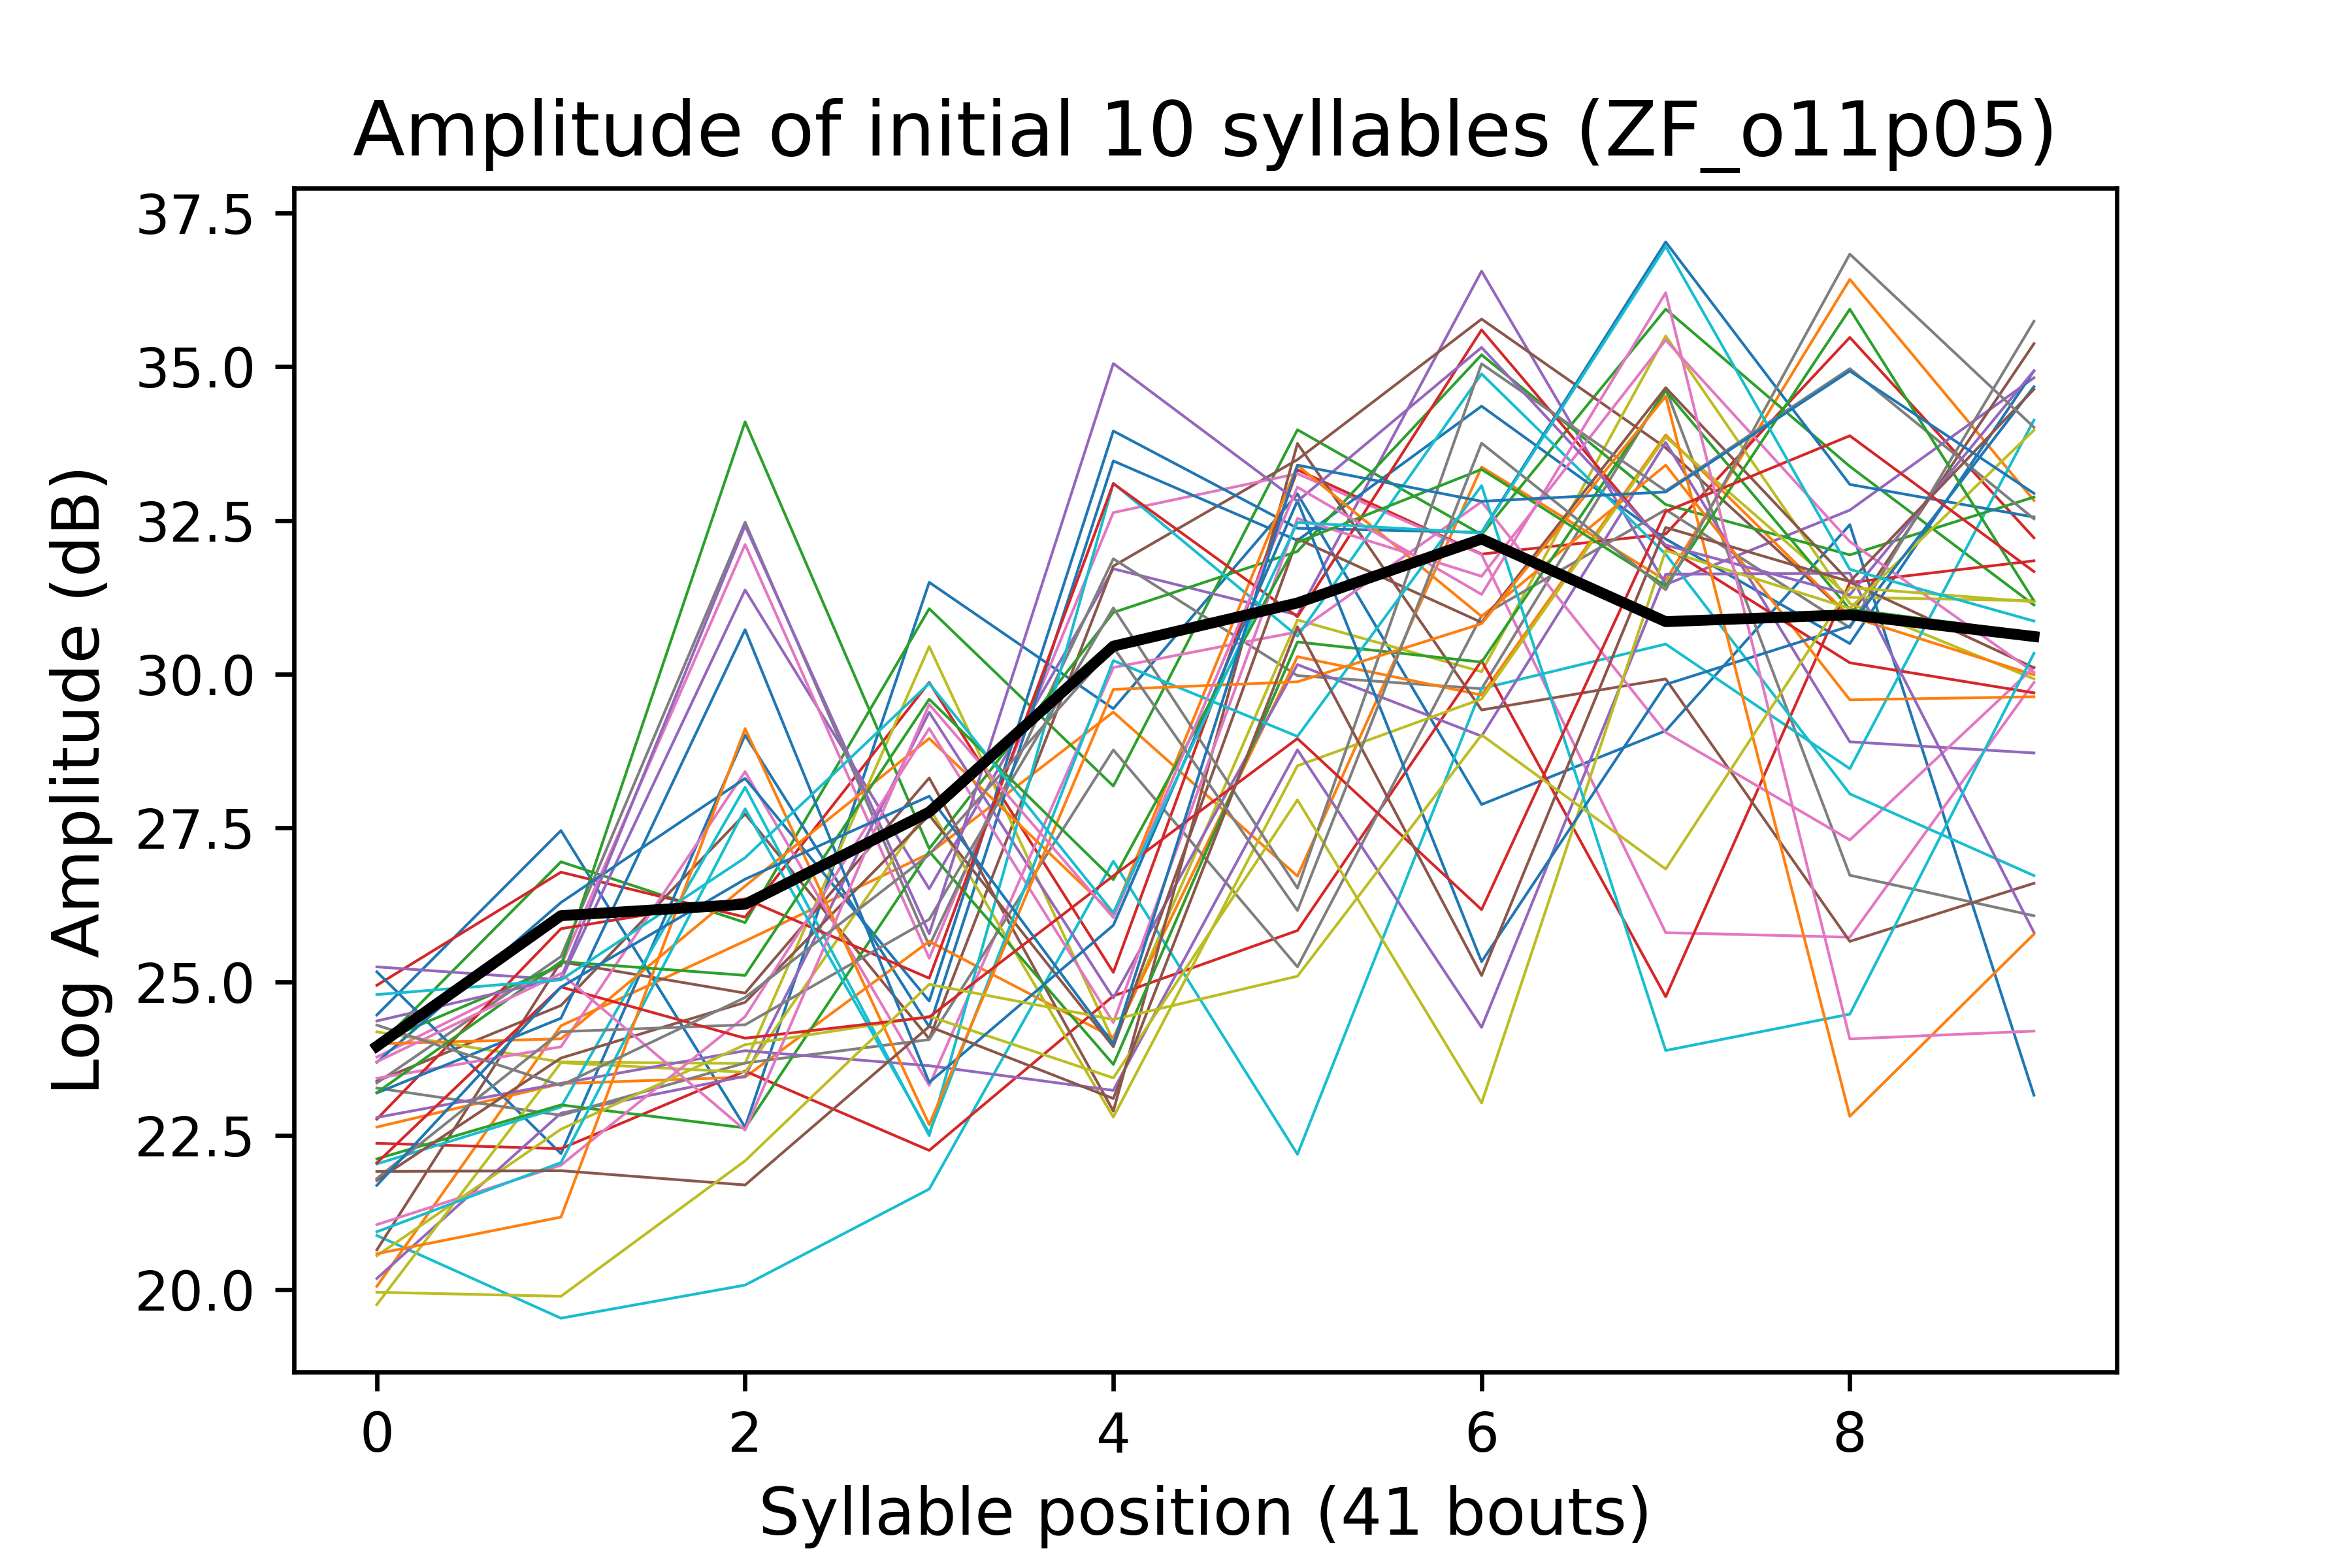 Amplitude of initial 10 syllables (ZF_o11p05)
Log Amplitude (dB)
37.5
35.0
32.5
30.0
27.5
25.0
22.5
20.0
0 2 4 6 8
Syllable position (41 bouts)